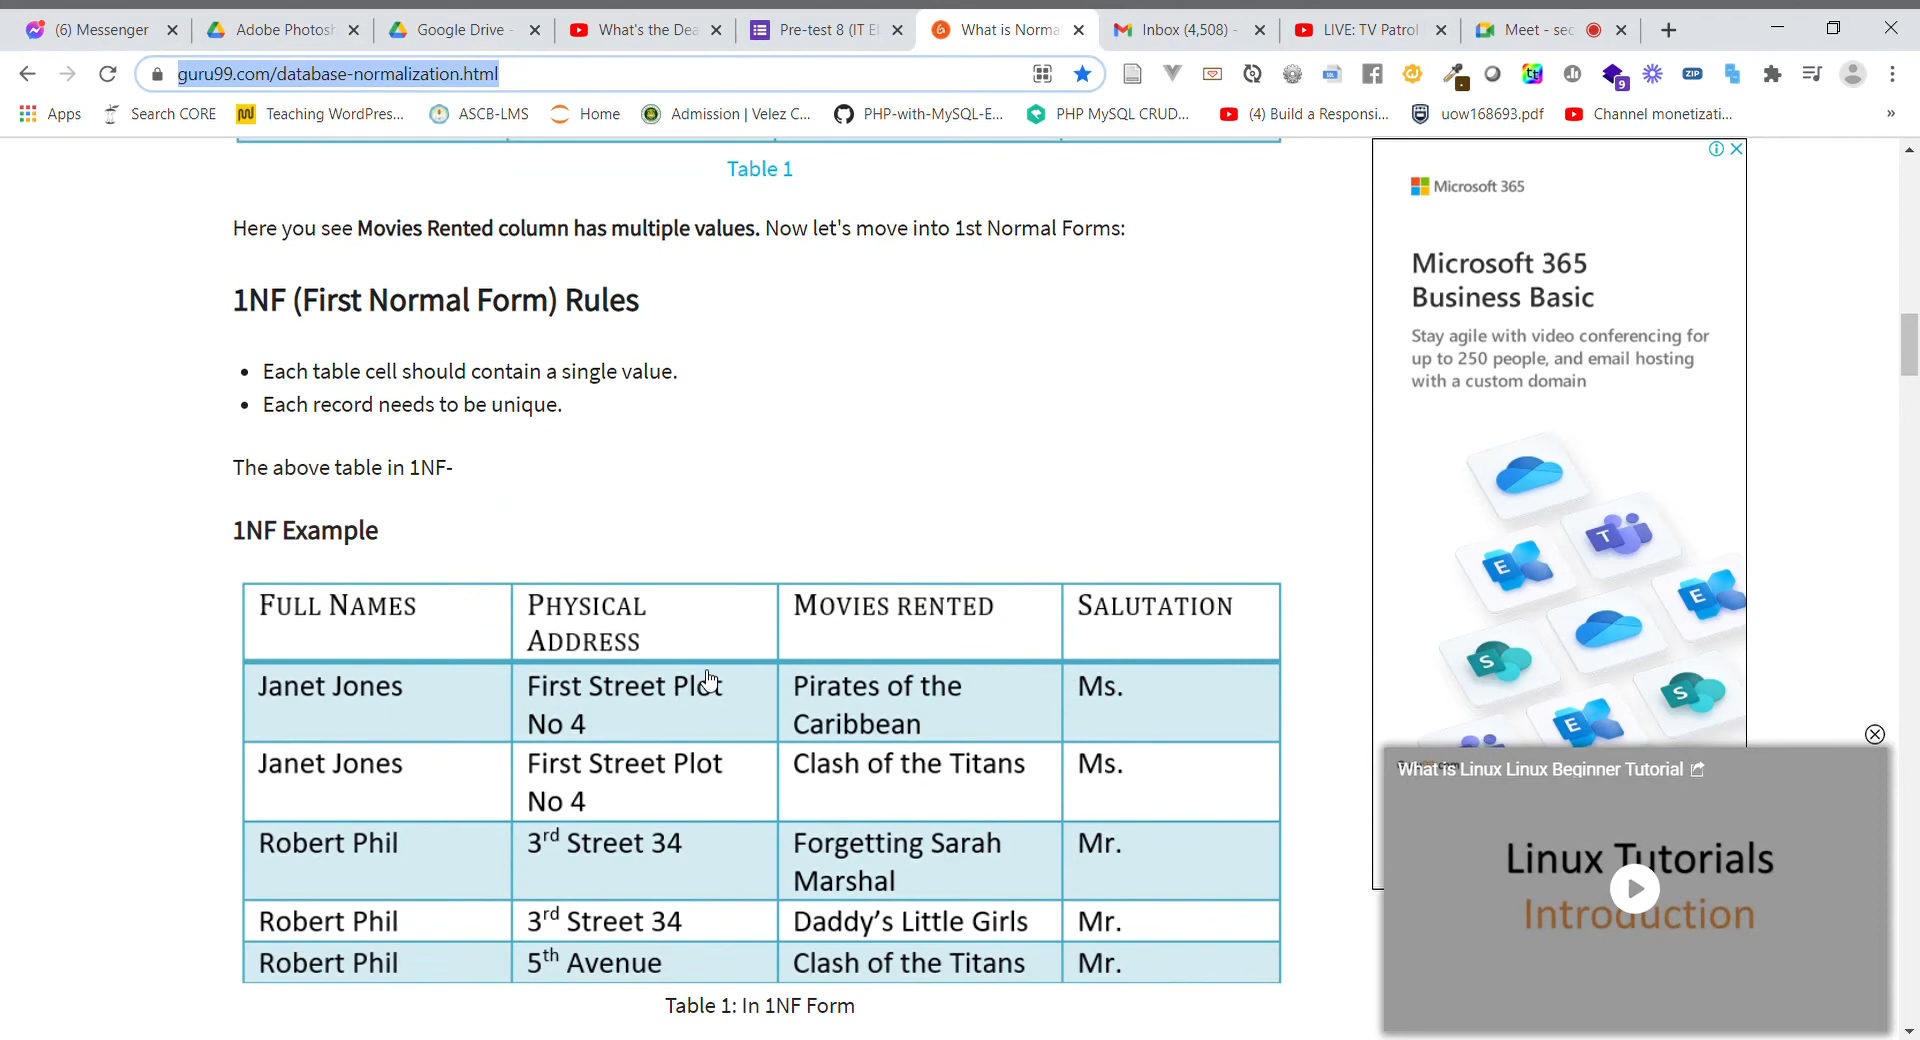 (6) Messenger
Adobe Photosh
Google Drive -
What's the Dea
Pre-test 8 (IT El
What is Norma
Inbox (4,508) -
LIVE: TV Patrol
Meet - sec
guru99.com/database-normalization.html
tt
9
ZIP
Apps
Search CORE
Teaching WordPres...
ASCB-LMS
Home
Admission | Velez C...
PHP-with-MySQL-E...
PHP MySQL CRUD...
(4) Build a Responsi...
uow168693.pdf
Channel monetizati...
»
Table 1
Here you see Movies Rented column has multiple values. Now let's move into 1st Normal Forms:
1NF (First Normal Form) Rules
• Each table cell should contain a single value.
• Each record needs to be unique.
The above table in 1NF-
1NF Example
FULL NAMES PHYSICAL ADDRESS MOVIES RENTED SALUTATION
Janet Jones First Street Plot No 4 Pirates of the Caribbean Ms.
Janet Jones First Street Plot No 4 Clash of the Titans Ms.
Robert Phil 3rd Street 34 Forgetting Sarah Marshal Mr.
Robert Phil 3rd Street 34 Daddy's Little Girls Mr.
Robert Phil 5th Avenue Clash of the Titans Mr.
Table 1: In 1NF Form
Microsoft 365
Microsoft 365
Business Basic
Stay agile with video conferencing for
up to 250 people, and email hosting
with a custom domain
T
E
E
S
S
E
What is Linux Linux Beginner Tutorial
Linux Tutorials
Introduction